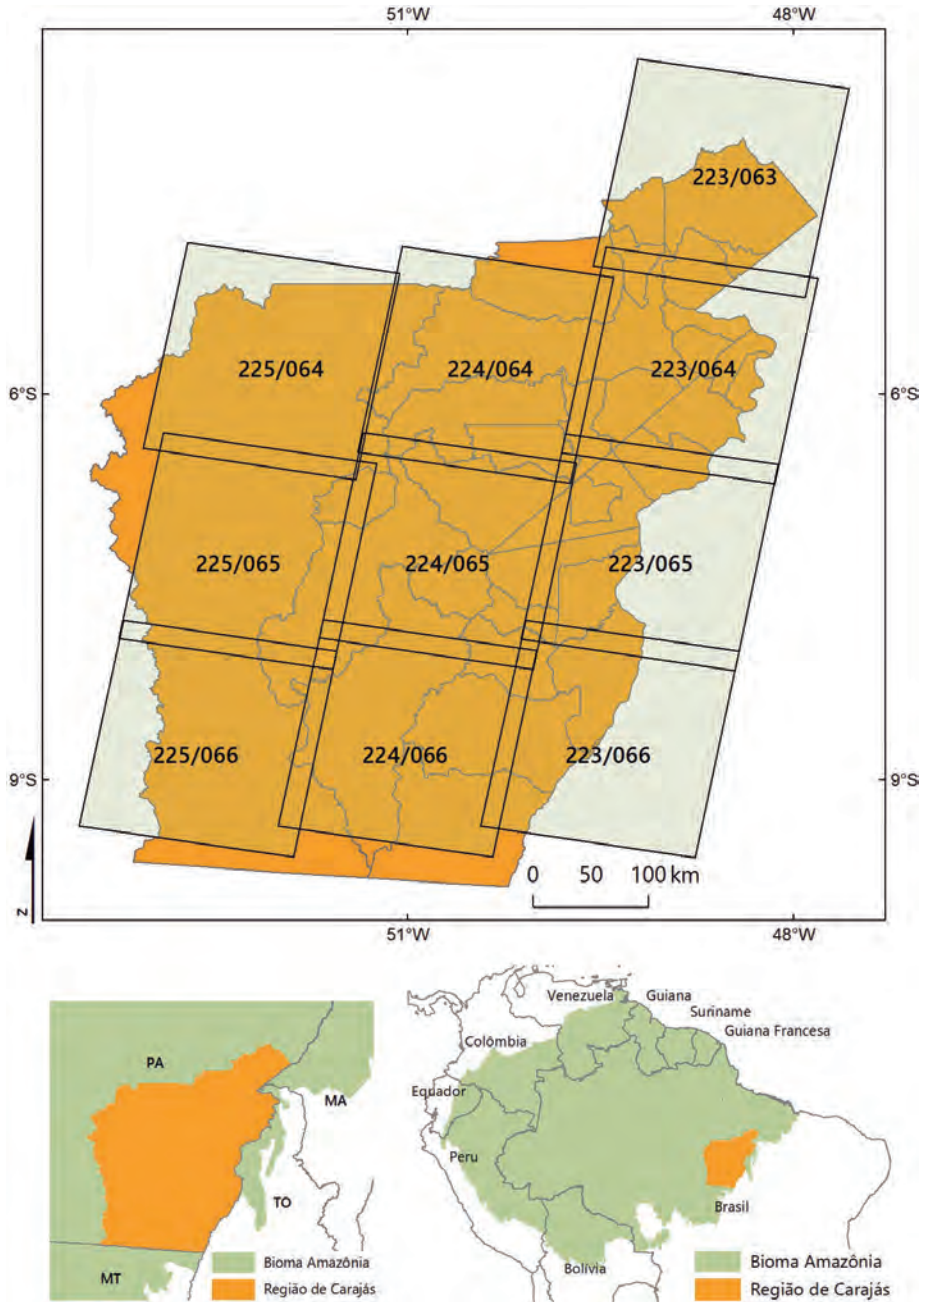 51°W 48°W
223/063
225/064 224/064 223/064
6°S 6°S
225/065 224/065 223/065
225/066 224/066 223/066
9°S 9°S
0 50 100 km
N
51°W 48°W
Venezuela Guiana
Suriname
Guiana Francesa
Colômbia
PA
Equador
MA
Peru
TO
Brasil
Bioma Amazônia
Bioma Amazônia
Bolívia
MT
Região de Carajás
Região de Carajás